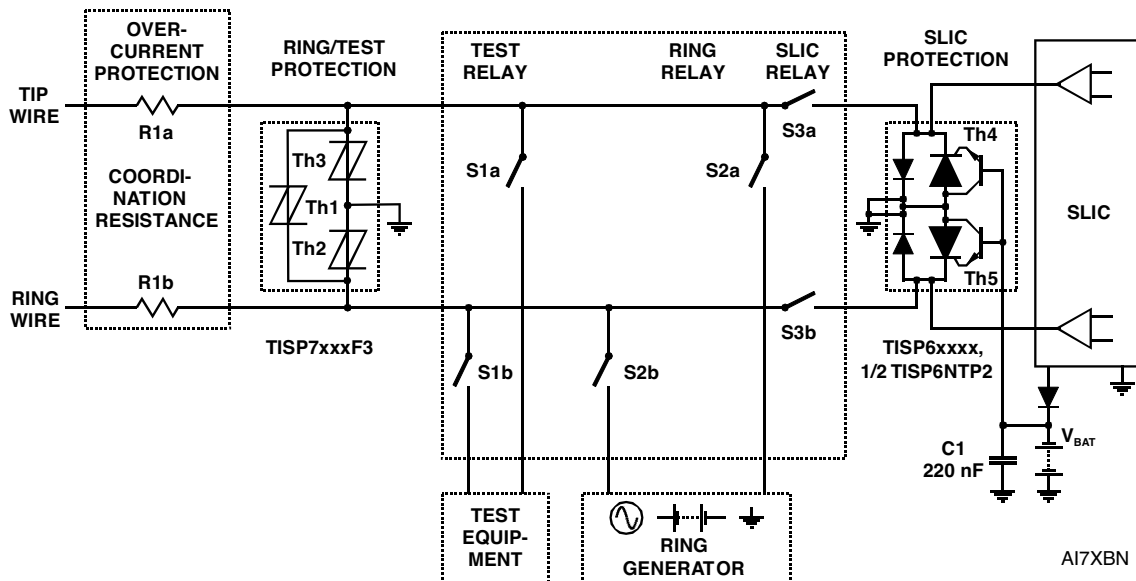 OVER-
CURRENT
PROTECTION
RING/TEST
PROTECTION
TEST
RELAY
RING
RELAY
SLIC
RELAY
SLIC
PROTECTION
TIP
WIRE
R1a
S3a
Th4
Th3
S1a
S2a
COORDI-
NATION
RESISTANCE
Th1
SLIC
Th2
Th5
R1b
RING
WIRE
S3b
TISP7xxxF3
S1b
S2b
TISP6xxxx,
1/2 TISP6NTP2
C1
220 nF
VBAT
TEST
EQUIP-
MENT
RING
GENERATOR
AI7XBN